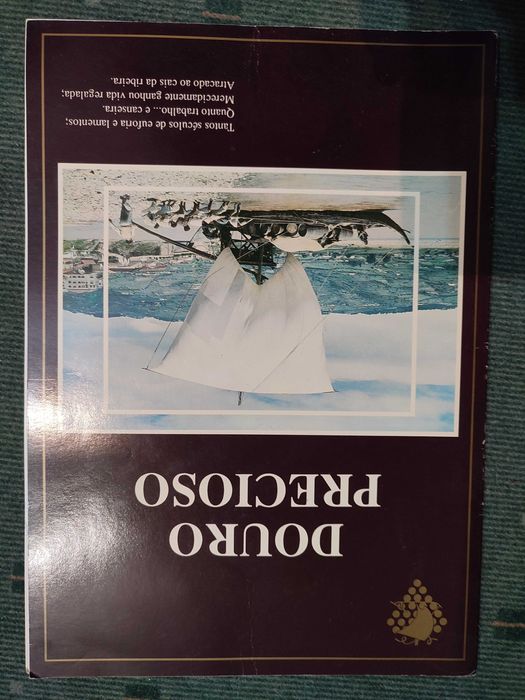 DOURO
PRECIOSO
Tantos séculos de euforia e lamentos;
Quanto trabalho... e canseira.
Merecidamente ganhou vida regalada;
Atracado ao cais da ribeira.